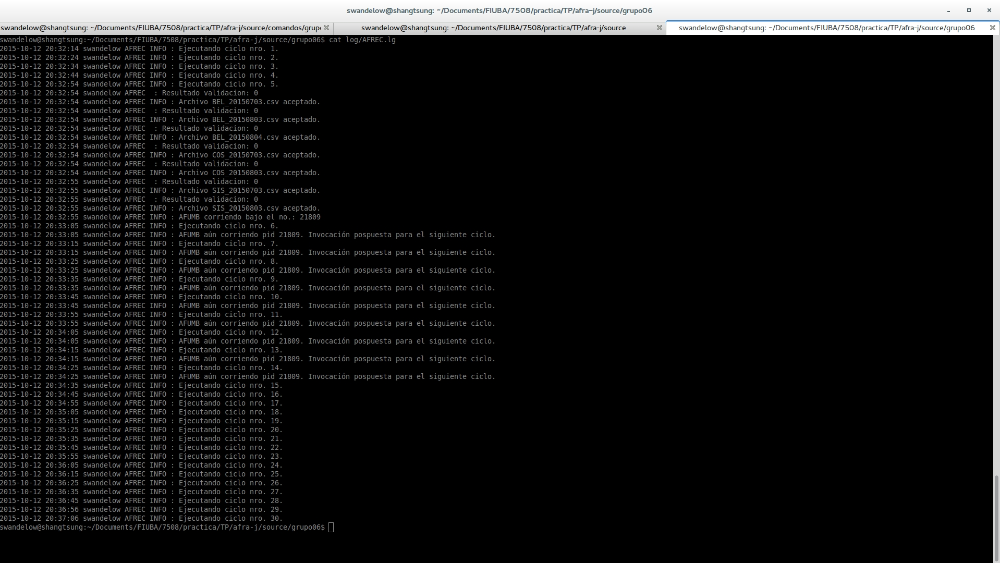 swandelow@shangtsung: ~/Documents/FIUBA/7508/practica/TP/afra-j/source/grupo06
swandelow@shangtsung: ~/Documents/FIUBA/7508/practica/TP/afra-j/source/comandos/grup
swandelow@shangtsung: ~/Documents/FIUBA/7508/practica/TP/afra-j/source
swandelow@shangtsung: ~/Documents/FIUBA/7508/practica/TP/afra-j/source/grupo06
swandelow@shangtsung:~/Documents/FIUBA/7508/practica/TP/afra-j/source/grupo06$ cat log/AFREC.lg
2015-10-12 20:32:14 swandelow AFREC INFO : Ejecutando ciclo nro. 1.
2015-10-12 20:32:24 swandelow AFREC INFO : Ejecutando ciclo nro. 2.
2015-10-12 20:32:34 swandelow AFREC INFO : Ejecutando ciclo nro. 3.
2015-10-12 20:32:44 swandelow AFREC INFO : Ejecutando ciclo nro. 4.
2015-10-12 20:32:54 swandelow AFREC INFO : Ejecutando ciclo nro. 5.
2015-10-12 20:32:54 swandelow AFREC  : Resultado validacion: 0
2015-10-12 20:32:54 swandelow AFREC INFO : Archivo BEL_20150703.csv aceptado.
2015-10-12 20:32:54 swandelow AFREC  : Resultado validacion: 0
2015-10-12 20:32:54 swandelow AFREC INFO : Archivo BEL_20150803.csv aceptado.
2015-10-12 20:32:54 swandelow AFREC  : Resultado validacion: 0
2015-10-12 20:32:54 swandelow AFREC INFO : Archivo BEL_20150804.csv aceptado.
2015-10-12 20:32:54 swandelow AFREC  : Resultado validacion: 0
2015-10-12 20:32:54 swandelow AFREC INFO : Archivo COS_20150703.csv aceptado.
2015-10-12 20:32:54 swandelow AFREC  : Resultado validacion: 0
2015-10-12 20:32:54 swandelow AFREC INFO : Archivo COS_20150803.csv aceptado.
2015-10-12 20:32:55 swandelow AFREC  : Resultado validacion: 0
2015-10-12 20:32:55 swandelow AFREC INFO : Archivo SIS_20150703.csv aceptado.
2015-10-12 20:32:55 swandelow AFREC  : Resultado validacion: 0
2015-10-12 20:32:55 swandelow AFREC INFO : Archivo SIS_20150803.csv aceptado.
2015-10-12 20:32:55 swandelow AFREC INFO : AFUMB corriendo bajo el no.: 21809
2015-10-12 20:33:05 swandelow AFREC INFO : Ejecutando ciclo nro. 6.
2015-10-12 20:33:05 swandelow AFREC INFO : AFUMB aún corriendo pid 21809. Invocación pospuesta para el siguiente ciclo.
2015-10-12 20:33:15 swandelow AFREC INFO : Ejecutando ciclo nro. 7.
2015-10-12 20:33:15 swandelow AFREC INFO : AFUMB aún corriendo pid 21809. Invocación pospuesta para el siguiente ciclo.
2015-10-12 20:33:25 swandelow AFREC INFO : Ejecutando ciclo nro. 8.
2015-10-12 20:33:25 swandelow AFREC INFO : AFUMB aún corriendo pid 21809. Invocación pospuesta para el siguiente ciclo.
2015-10-12 20:33:35 swandelow AFREC INFO : Ejecutando ciclo nro. 9.
2015-10-12 20:33:35 swandelow AFREC INFO : AFUMB aún corriendo pid 21809. Invocación pospuesta para el siguiente ciclo.
2015-10-12 20:33:45 swandelow AFREC INFO : Ejecutando ciclo nro. 10.
2015-10-12 20:33:45 swandelow AFREC INFO : AFUMB aún corriendo pid 21809. Invocación pospuesta para el siguiente ciclo.
2015-10-12 20:33:55 swandelow AFREC INFO : Ejecutando ciclo nro. 11.
2015-10-12 20:33:55 swandelow AFREC INFO : AFUMB aún corriendo pid 21809. Invocación pospuesta para el siguiente ciclo.
2015-10-12 20:34:05 swandelow AFREC INFO : Ejecutando ciclo nro. 12.
2015-10-12 20:34:05 swandelow AFREC INFO : AFUMB aún corriendo pid 21809. Invocación pospuesta para el siguiente ciclo.
2015-10-12 20:34:15 swandelow AFREC INFO : Ejecutando ciclo nro. 13.
2015-10-12 20:34:15 swandelow AFREC INFO : AFUMB aún corriendo pid 21809. Invocación pospuesta para el siguiente ciclo.
2015-10-12 20:34:25 swandelow AFREC INFO : Ejecutando ciclo nro. 14.
2015-10-12 20:34:25 swandelow AFREC INFO : AFUMB aún corriendo pid 21809. Invocación pospuesta para el siguiente ciclo.
2015-10-12 20:34:35 swandelow AFREC INFO : Ejecutando ciclo nro. 15.
2015-10-12 20:34:45 swandelow AFREC INFO : Ejecutando ciclo nro. 16.
2015-10-12 20:34:55 swandelow AFREC INFO : Ejecutando ciclo nro. 17.
2015-10-12 20:35:05 swandelow AFREC INFO : Ejecutando ciclo nro. 18.
2015-10-12 20:35:15 swandelow AFREC INFO : Ejecutando ciclo nro. 19.
2015-10-12 20:35:25 swandelow AFREC INFO : Ejecutando ciclo nro. 20.
2015-10-12 20:35:35 swandelow AFREC INFO : Ejecutando ciclo nro. 21.
2015-10-12 20:35:45 swandelow AFREC INFO : Ejecutando ciclo nro. 22.
2015-10-12 20:35:55 swandelow AFREC INFO : Ejecutando ciclo nro. 23.
2015-10-12 20:36:05 swandelow AFREC INFO : Ejecutando ciclo nro. 24.
2015-10-12 20:36:15 swandelow AFREC INFO : Ejecutando ciclo nro. 25.
2015-10-12 20:36:25 swandelow AFREC INFO : Ejecutando ciclo nro. 26.
2015-10-12 20:36:35 swandelow AFREC INFO : Ejecutando ciclo nro. 27.
2015-10-12 20:36:45 swandelow AFREC INFO : Ejecutando ciclo nro. 28.
2015-10-12 20:36:56 swandelow AFREC INFO : Ejecutando ciclo nro. 29.
2015-10-12 20:37:06 swandelow AFREC INFO : Ejecutando ciclo nro. 30.
swandelow@shangtsung:~/Documents/FIUBA/7508/practica/TP/afra-j/source/grupo06$